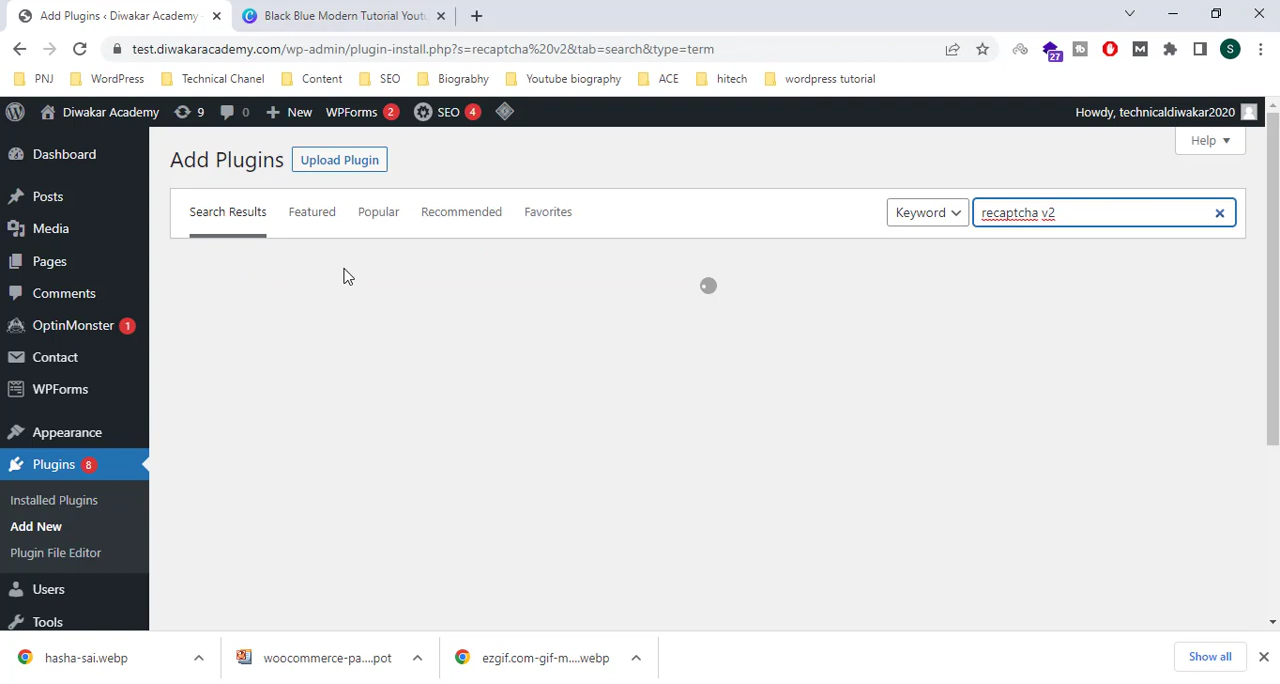 Add Plugins ‹ Diwakar Academy
Black Blue Modern Tutorial Youtu
test.diwakaracademy.com/wp-admin/plugin-install.php?s=recaptcha%20v2&tab=search&type=term
27
M
S
PNJ
WordPress
Technical Chanel
Content
SEO
Biograbhy
Youtube biography
ACE
hitech
wordpress tutorial
Diwakar Academy
9
0
New
WPForms 2
SEO 4
Howdy, technicaldiwakar2020
Help
Dashboard
Posts
Media
Pages
Comments
OptinMonster 1
Contact
WPForms
Appearance
Plugins 8
Installed Plugins
Add New
Plugin File Editor
Users
Tools
Add Plugins
Upload Plugin
Search Results
Featured
Popular
Recommended
Favorites
Keyword
recaptcha v2
hasha-sai.webp
woocommerce-pa....pot
ezgif.com-gif-m....webp
Show all